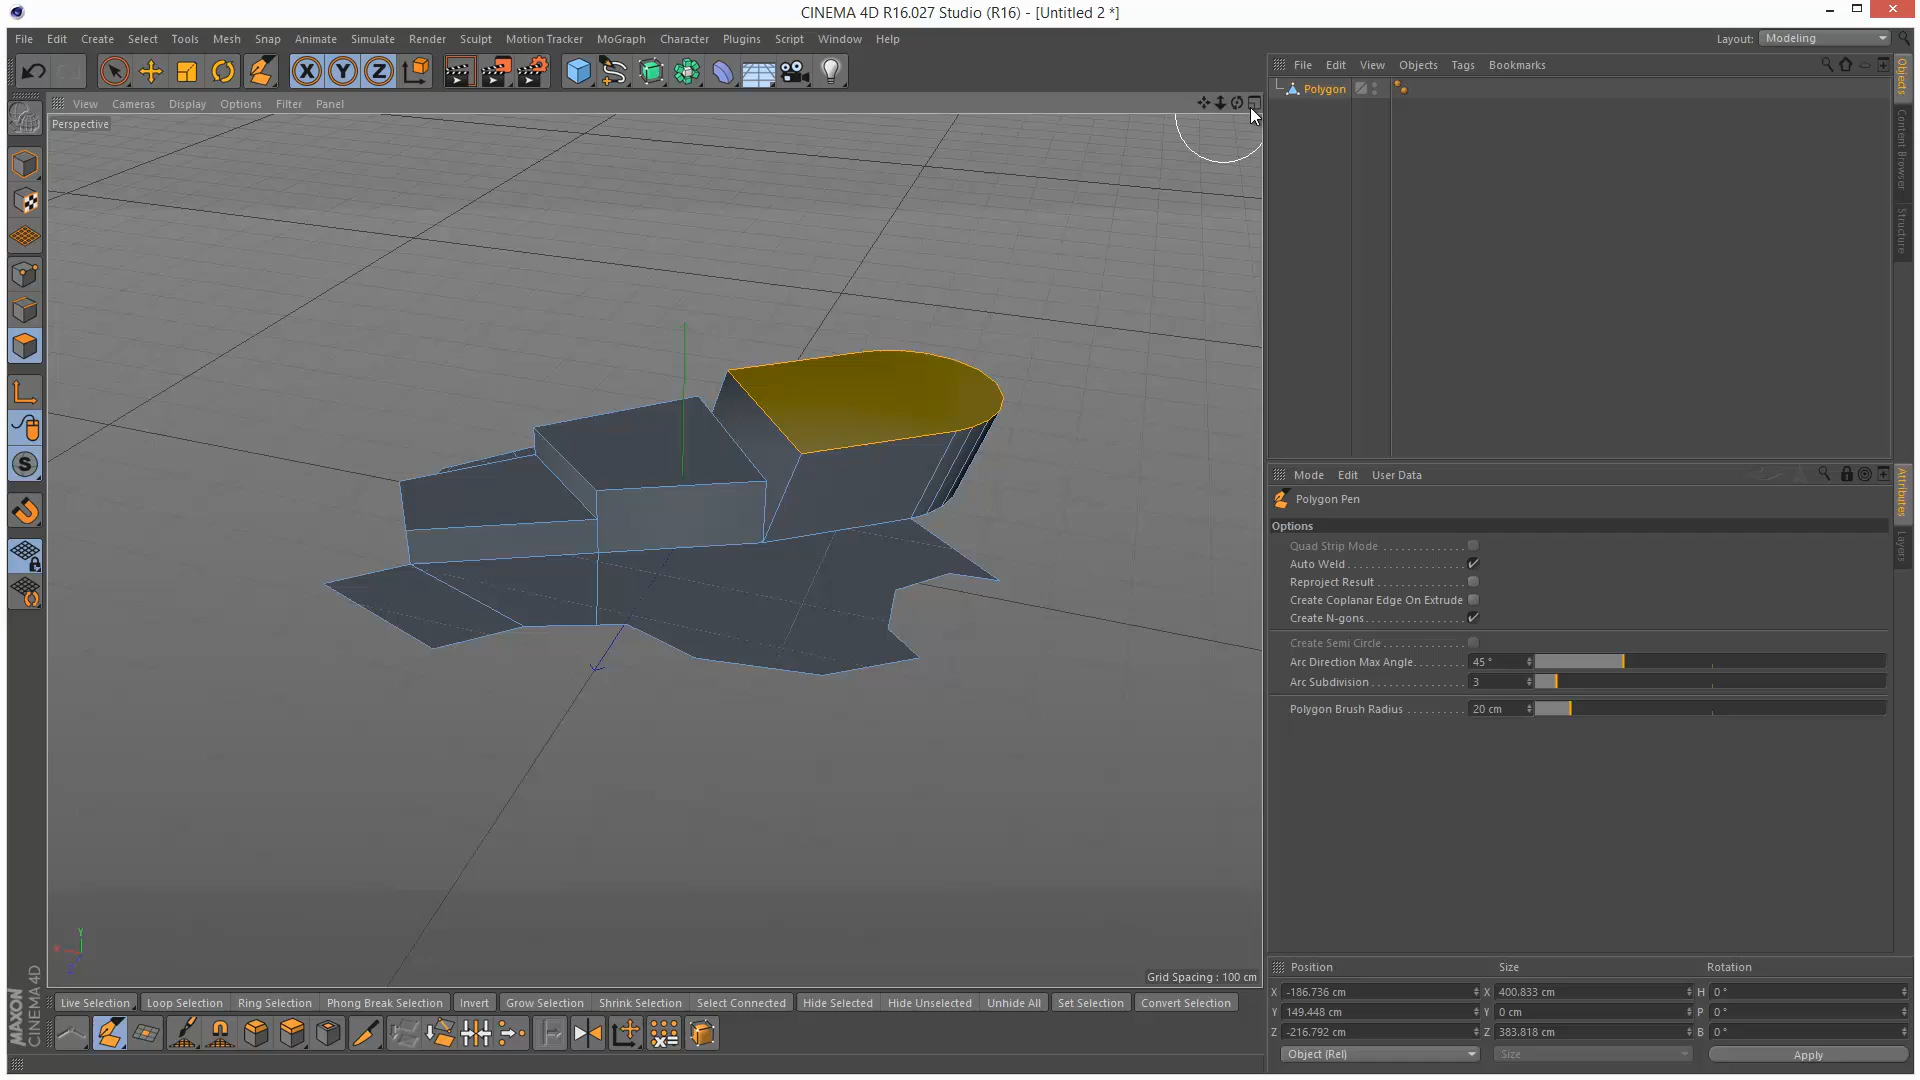 CINEMA 4D R16.027 Studio (R16) - [Untitled 2 *]
File Edit Create Select Tools Mesh Snap Animate Simulate Render Sculpt Motion Tracker MoGraph Character Plugins Script Window Help
Layout: Modeling
X Y Z
File Edit View Objects Tags Bookmarks
Objects
Content Browser
Structure
Polygon
View Cameras Display Options Filter Panel
Perspective
Mode Edit User Data
Attributes
Layers
Polygon Pen
Options
Quad Strip Mode
Auto Weld
Reproject Result
Create Coplanar Edge On Extrude
Create N-gons
Create Semi Circle
Arc Direction Max Angle 45 °
Arc Subdivision 3
Polygon Brush Radius 20 cm
S
Y
X
Z
Grid Spacing : 100 cm
Live Selection Loop Selection Ring Selection Phong Break Selection Invert Grow Selection Shrink Selection Select Connected Hide Selected Hide Unselected Unhide All Set Selection Convert Selection
MAXON
CINEMA 4D
Position Size Rotation
X -186.736 cm X 400.833 cm H 0 °
Y 149.448 cm Y 0 cm P 0 °
Z -216.792 cm Z 383.818 cm B 0 °
Object (Rel) Size Apply